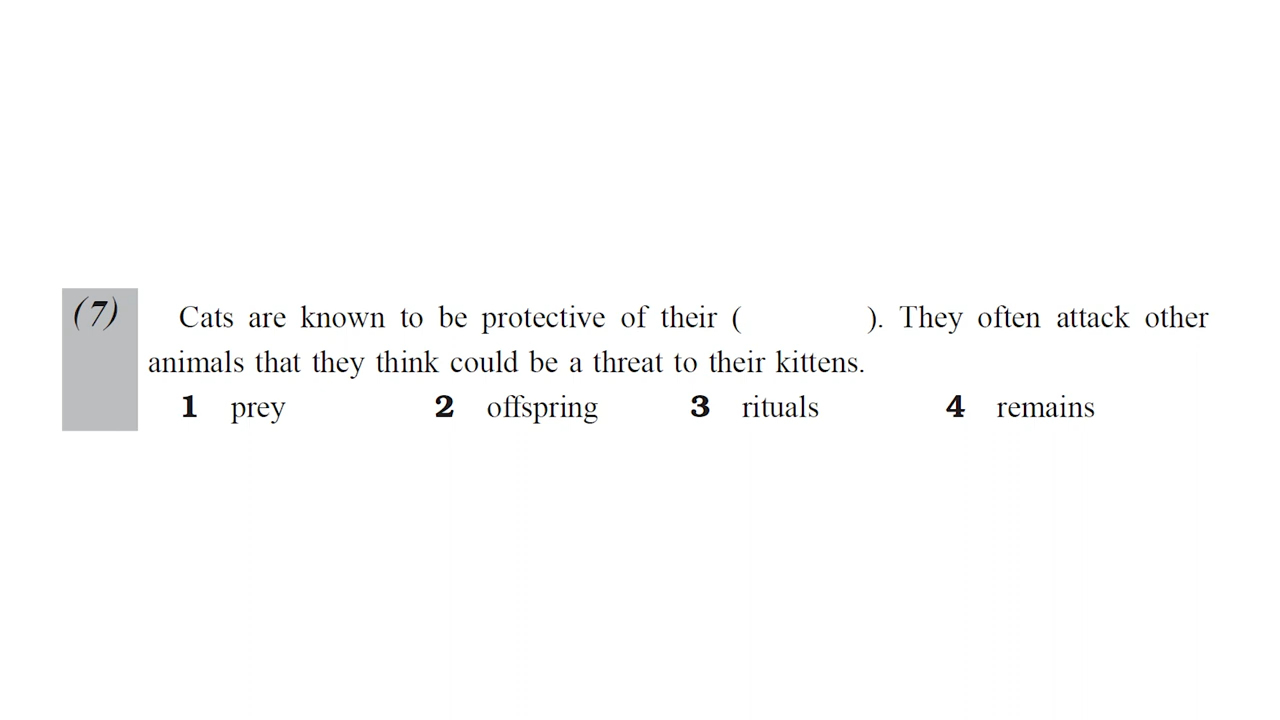 (7) Cats are known to be protective of their (          ). They often attack other
animals that they think could be a threat to their kittens.
1 prey 2 offspring 3 rituals 4 remains